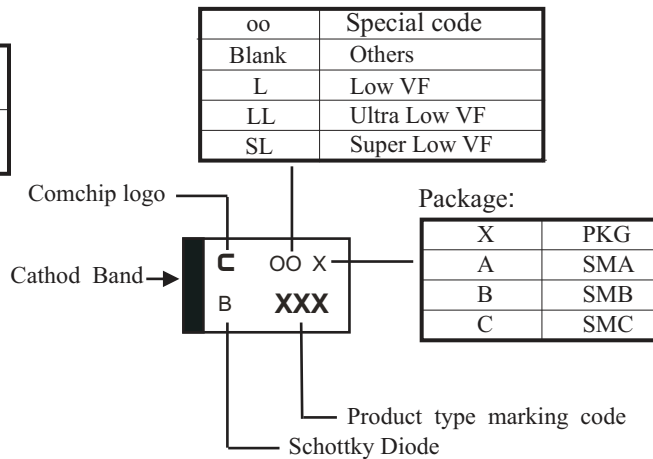 oo Special code
Blank Others
L Low VF
LL Ultra Low VF
SL Super Low VF
Comchip logo
Package:
X PKG
A SMA
B SMB
C SMC
Cathod Band
C OO X
B XXX
Product type marking code
Schottky Diode